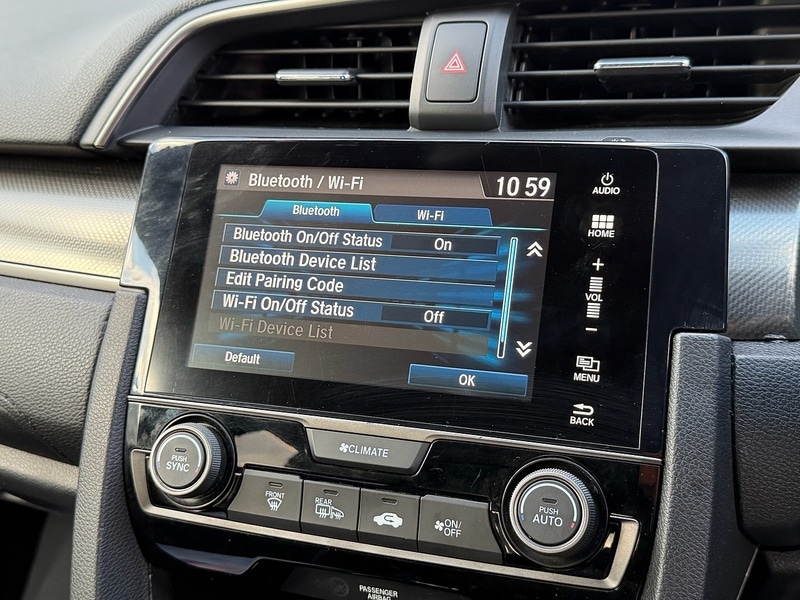 Bluetooth / Wi-Fi
10 59
AUDIO
Bluetooth
Wi-Fi
HOME
Bluetooth On/Off Status On
Bluetooth Device List
Edit Pairing Code
+
VOL
-
Wi-Fi On/Off Status Off
Wi-Fi Device List
Default
OK
MENU
BACK
CLIMATE
PUSH
SYNC
FRONT
REAR
ON/
OFF
PUSH
AUTO
PASSENGER
AIRBAG